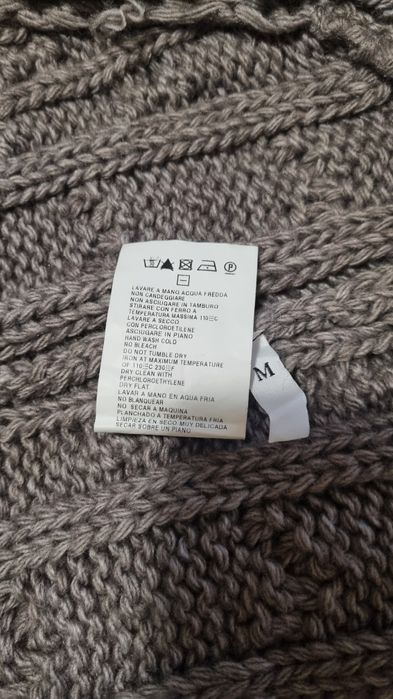 LAVARE A MANO ACQUA FREDDA
NON CANDEGGIARE
NON ASCIUGARE IN TAMBURO
STIRARE CON FERRO A
TEMPERATURA MASSIMA 110 C
LAVARE A SECCO
CON PERCLOROETILENE
ASCIUGARE IN PIANO
HAND WASH COLD
NO BLEACH
DO NOT TUMBLE DRY
IRON AT MAXIMUM TEMPERATURE
OF 110 C 230 F
DRY CLEAN WITH
PERCHLOROETHYLENE
DRY FLAT
LAVAR A MANO EN AQUA FRIA
NO BLANQUEAR
NO SECAR A MAQUINA
PLANCHADO A TEMPERATURA FRIA
LIMPIEZA EN SECO MUY DELICADA
SECAR SOBRE UN PIANO
M